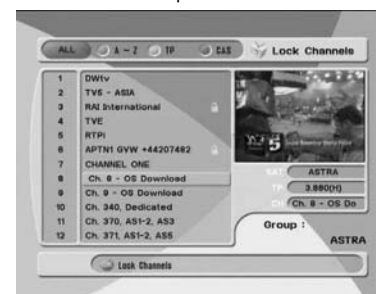 ALL A - Z TP CAS Lock Channels
1 DWtv
2 TV5 - ASIA
3 RAI International
4 TVE
5 RTPi
6 APTN1 GVW +44207482
7 CHANNEL ONE
8 Ch. 8 - OS Download
9 Ch. 9 - OS Download
10 Ch. 340, Dedicated
11 Ch. 370, AS1-2, AS3
12 Ch. 371, AS1-2, AS5
5
SAT ASTRA
TP 3.880(H)
CH Ch. 8 - OS Do
Group :
ASTRA
Look Channels